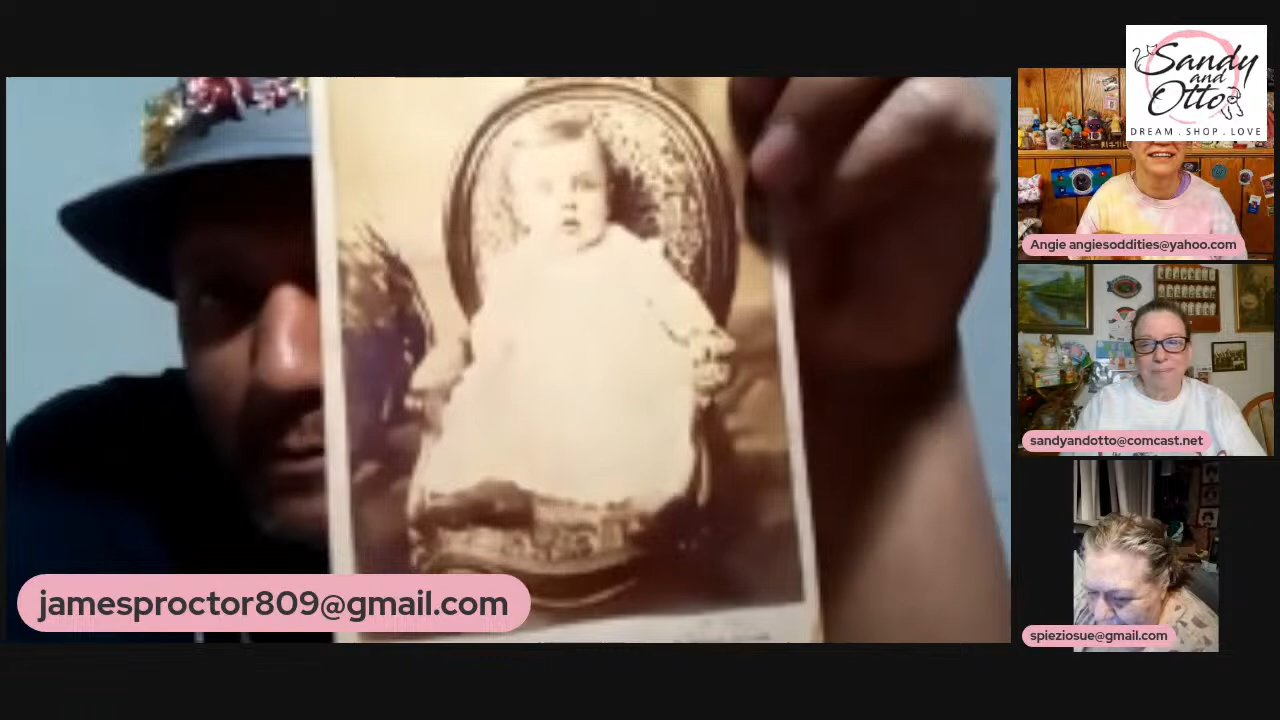 Sandy
and
Otto
DREAM . SHOP . LOVE
JESUS
Angie angiesoddities@yahoo.com
sandyandotto@comcast.net
jamesproctor809@gmail.com
spieziosue@gmail.com